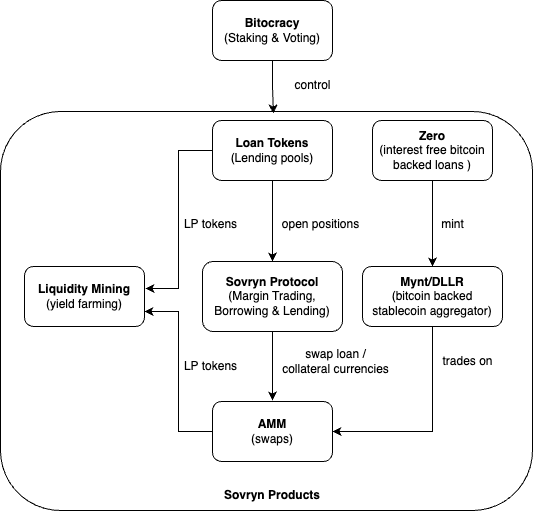 Bitocracy
(Staking & Voting)
control
Loan Tokens
(Lending pools)
Zero
(interest free bitcoin
backed loans )
LP tokens
open positions
mint
Liquidity Mining
(yield farming)
Sovryn Protocol
(Margin Trading,
Borrowing & Lending)
Mynt/DLLR
(bitcoin backed
stablecoin aggregator)
LP tokens
swap loan /
collateral currencies
trades on
AMM
(swaps)
Sovryn Products